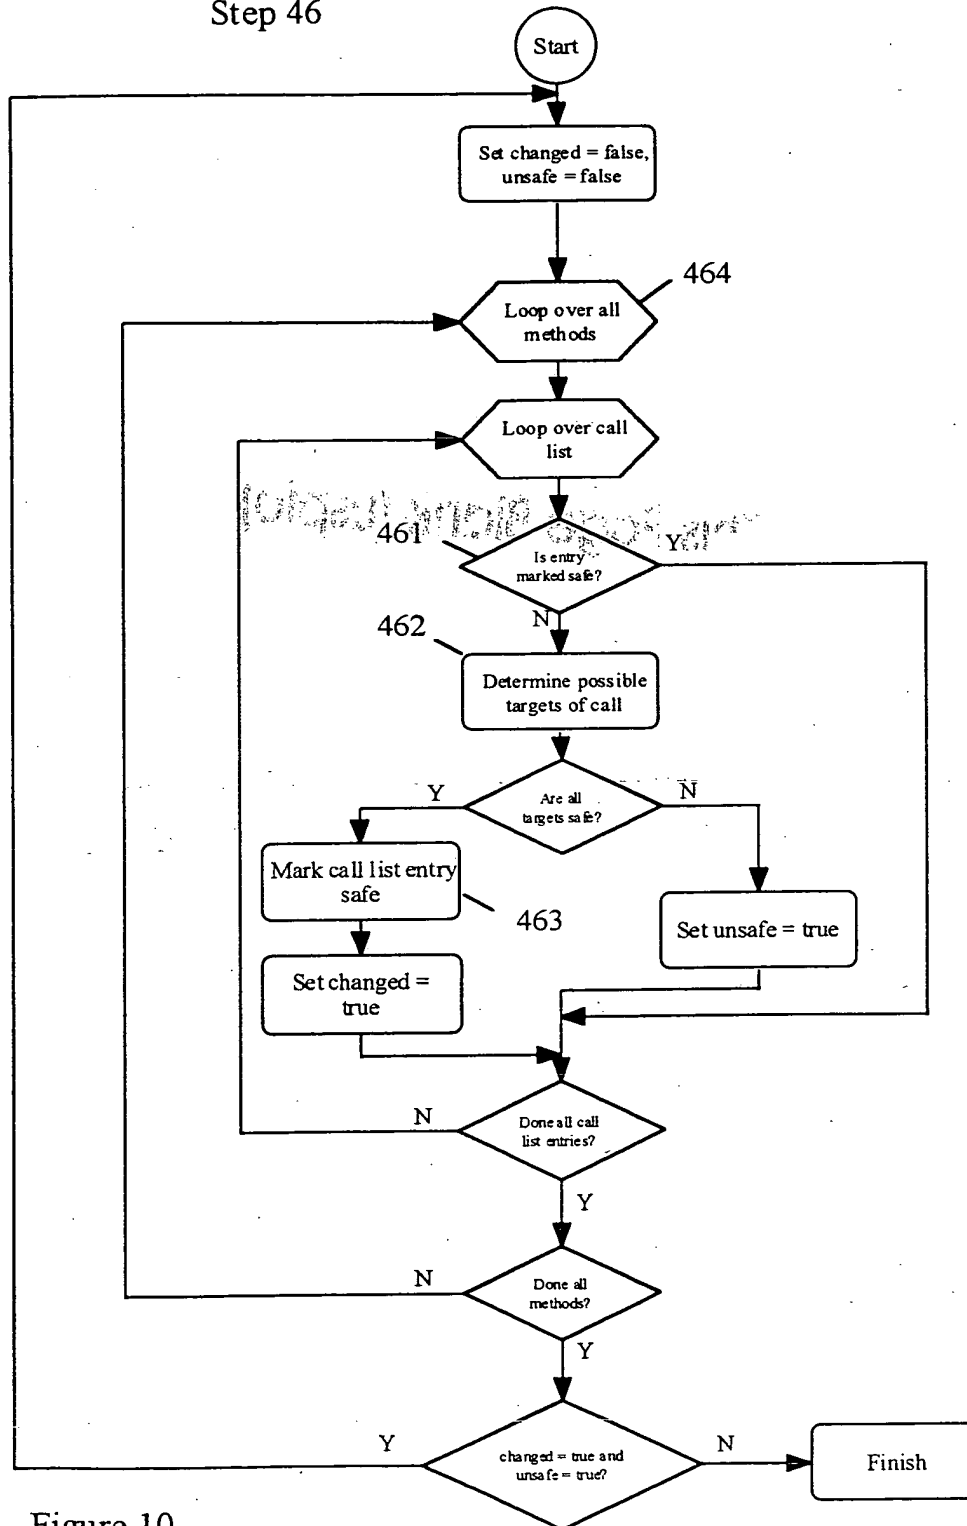 Step 46
Start
Set changed = false,
unsafe = false
464
Loop over all
methods
Loop over call
list
461
Is entry
marked safe?
Y
N
462
Determine possible
targets of call
Are all
targets safe?
Y
N
Mark call list entry
safe
463
Set unsafe = true
Set changed =
true
Done all call
list entries?
N
Y
Done all
methods?
N
Y
changed = true and
unsafe = true?
Y
N
Finish
Figure 10